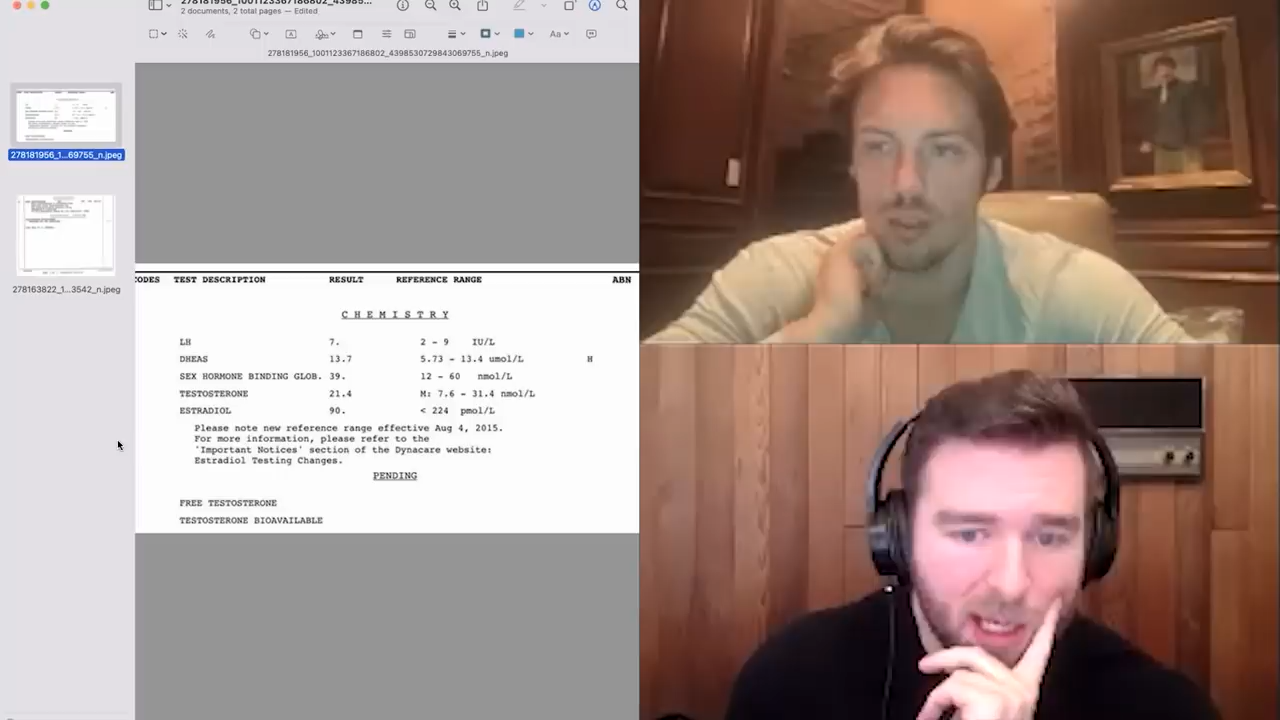 278181956_1001123367186802_43985...
2 documents, 2 total pages — Edited
278181956_1001123367186802_4398530729843069755_n.jpeg
278181956_1...69755_n.jpeg
278163822_1...3542_n.jpeg
Aa
ODES TEST DESCRIPTION RESULT REFERENCE RANGE ABN
CHEMISTRY
LH 7. 2 - 9 IU/L
DHEAS 13.7 5.73 - 13.4 umol/L H
SEX HORMONE BINDING GLOB. 39. 12 - 60 nmol/L
TESTOSTERONE 21.4 M: 7.6 - 31.4 nmol/L
ESTRADIOL 90. < 224 pmol/L
Please note new reference range effective Aug 4, 2015.
For more information, please refer to the
'Important Notices' section of the Dynacare website:
Estradiol Testing Changes.
PENDING
FREE TESTOSTERONE
TESTOSTERONE BIOAVAILABLE